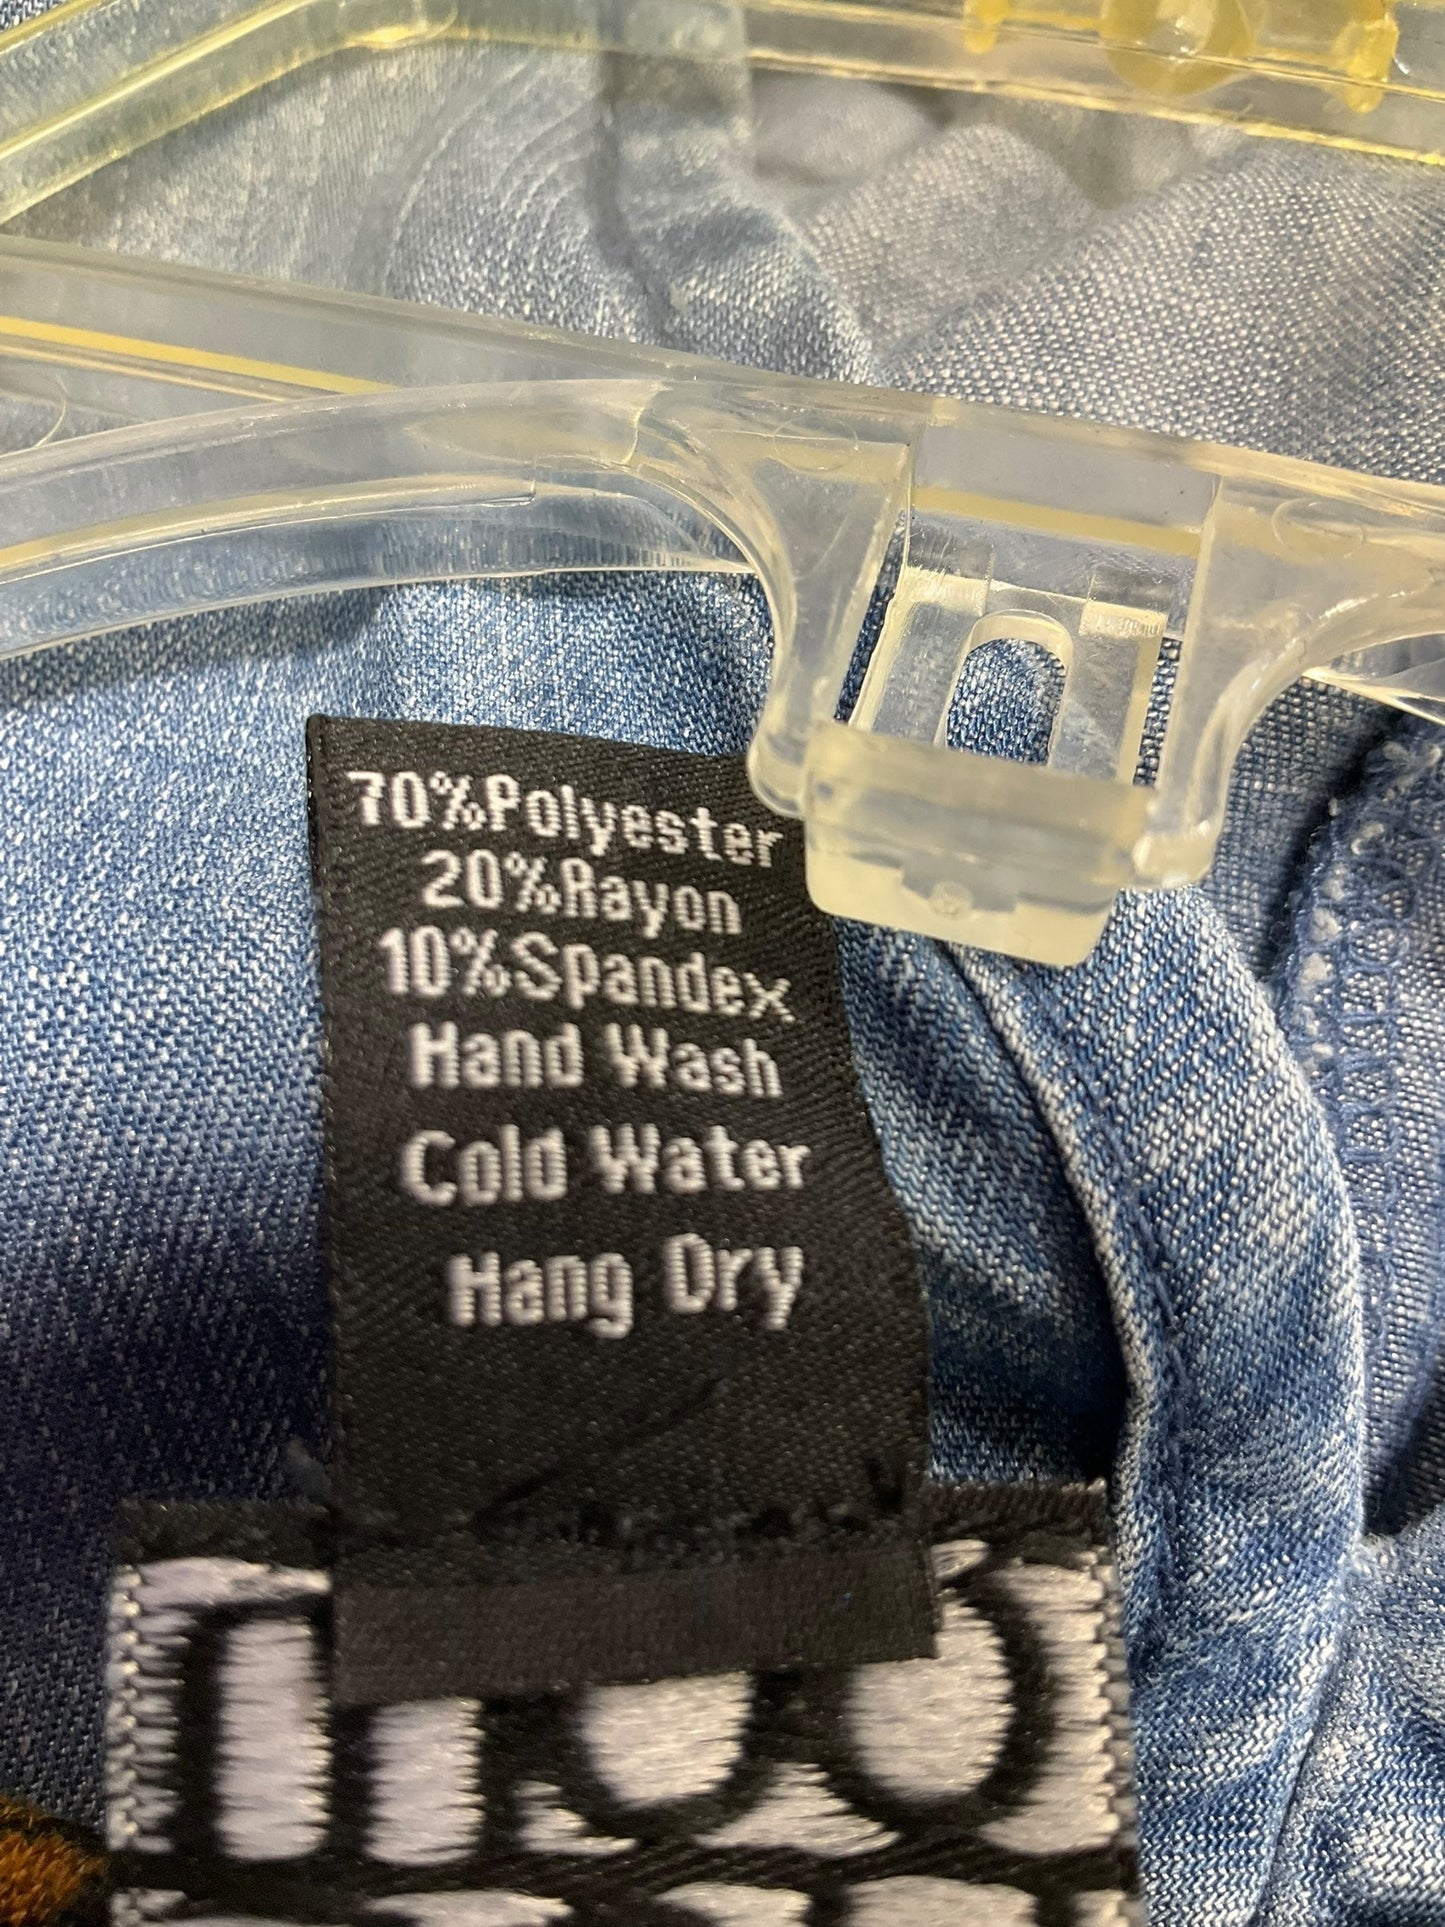 70%Polyester
20%Rayon
10%Spandex
Hand Wash
Cold Water
Hang Dry